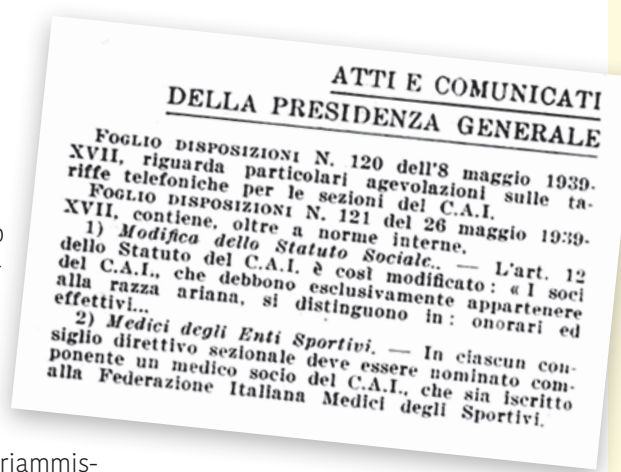 ATTI E COMUNICATI
DELLA PRESIDENZA GENERALE
FOGLIO DISPOSIZIONI N. 120 dell'8 maggio 1939-
XVII, riguarda particolari agevolazioni sulle ta-
riffe telefoniche per le sezioni del C.A.I.
FOGLIO DISPOSIZIONI N. 121 del 26 maggio 1939-
XVII, contiene, oltre a norme interne.
1) Modifica dello Statuto Sociale.. — L'art. 12
dello Statuto del C.A.I. è così modificato: « I soci
del C.A.I., che debbono esclusivamente appartenere
alla razza ariana, si distinguono in: onorari ed
effettivi...
2) Medici degli Enti Sportivi. — In ciascun con-
siglio direttivo sezionale deve essere nominato com-
ponente un medico socio del C.A.I., che sia iscritto
alla Federazione Italiana Medici degli Sportivi.
riammis-